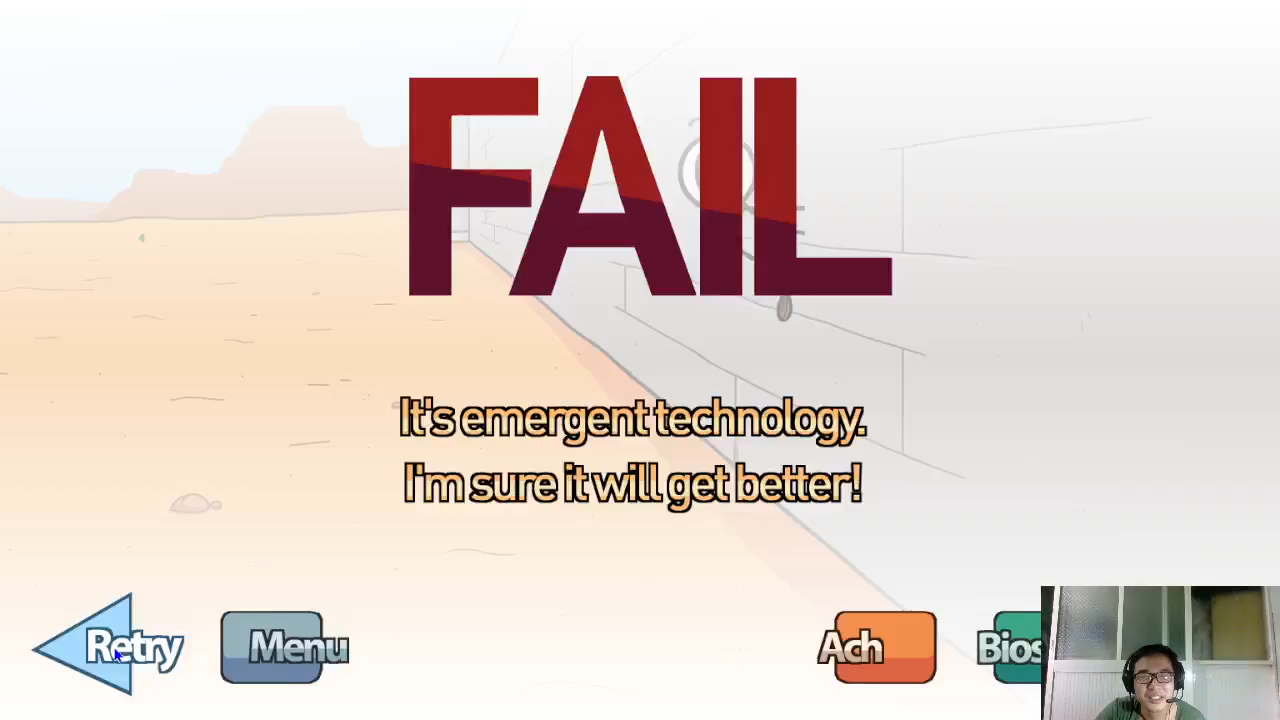 FAIL
It's emergent technology.
I'm sure it will get better!
Retry
Menu
Ach
Bios